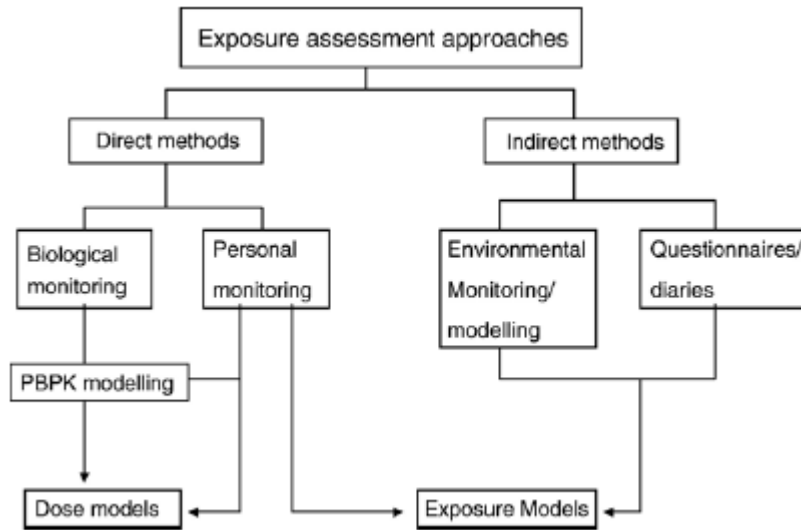 Exposure assessment approaches
Direct methods
Indirect methods
Biological
monitoring
Personal
monitoring
Environmental
Monitoring/
modelling
Questionnaires/
diaries
PBPK modelling
Dose models
Exposure Models